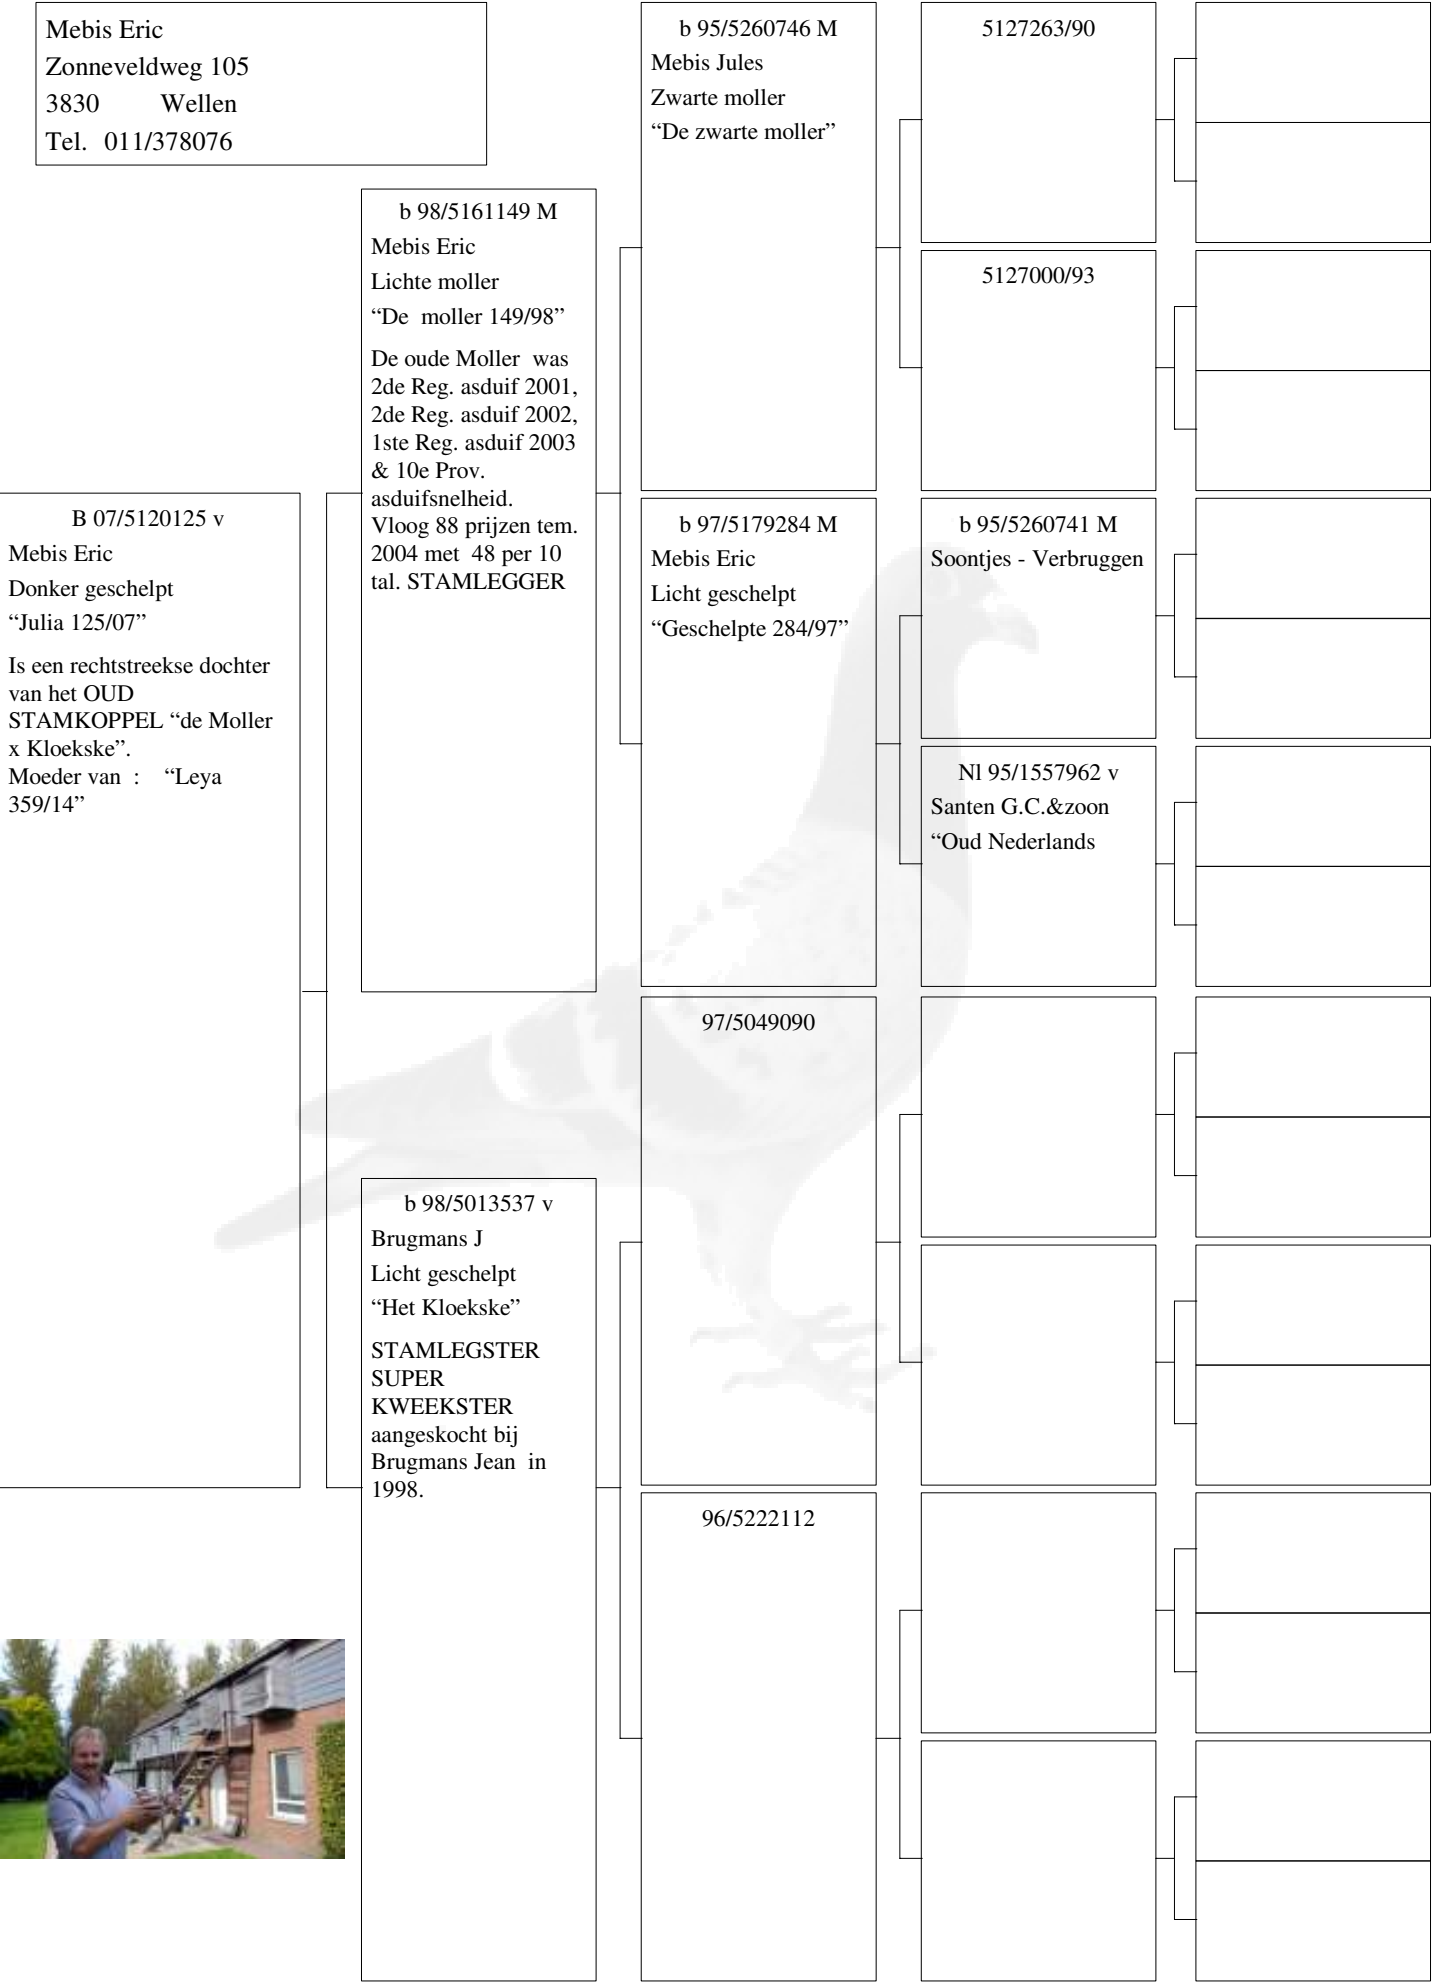 Mebis Eric
Zonneveldweg 105
3830 Wellen
Tel. 011/378076
B 07/5120125 v
Mebis Eric
Donker geschelpt
“Julia 125/07”
Is een rechtstreekse dochter
van het OUD
STAMKOPPEL “de Moller
x Kloekske”.
Moeder van : “Leya
359/14”
b 98/5161149 M
Mebis Eric
Lichte moller
“De moller 149/98”
De oude Moller was
2de Reg. asduif 2001,
2de Reg. asduif 2002,
1ste Reg. asduif 2003
& 10e Prov.
asduifsnelheid.
Vloog 88 prijzen tem.
2004 met 48 per 10
tal. STAMLEGGER
b 98/5013537 v
Brugmans J
Licht geschelpt
“Het Kloekske”
STAMLEGSTER
SUPER
KWEEKSTER
aangeskocht bij
Brugmans Jean in
1998.
b 95/5260746 M
Mebis Jules
Zwarte moller
“De zwarte moller”
b 97/5179284 M
Mebis Eric
Licht geschelpt
“Geschelpte 284/97”
97/5049090
96/5222112
5127263/90
5127000/93
b 95/5260741 M
Soontjes - Verbruggen
Nl 95/1557962 v
Santen G.C.&zoon
“Oud Nederlands